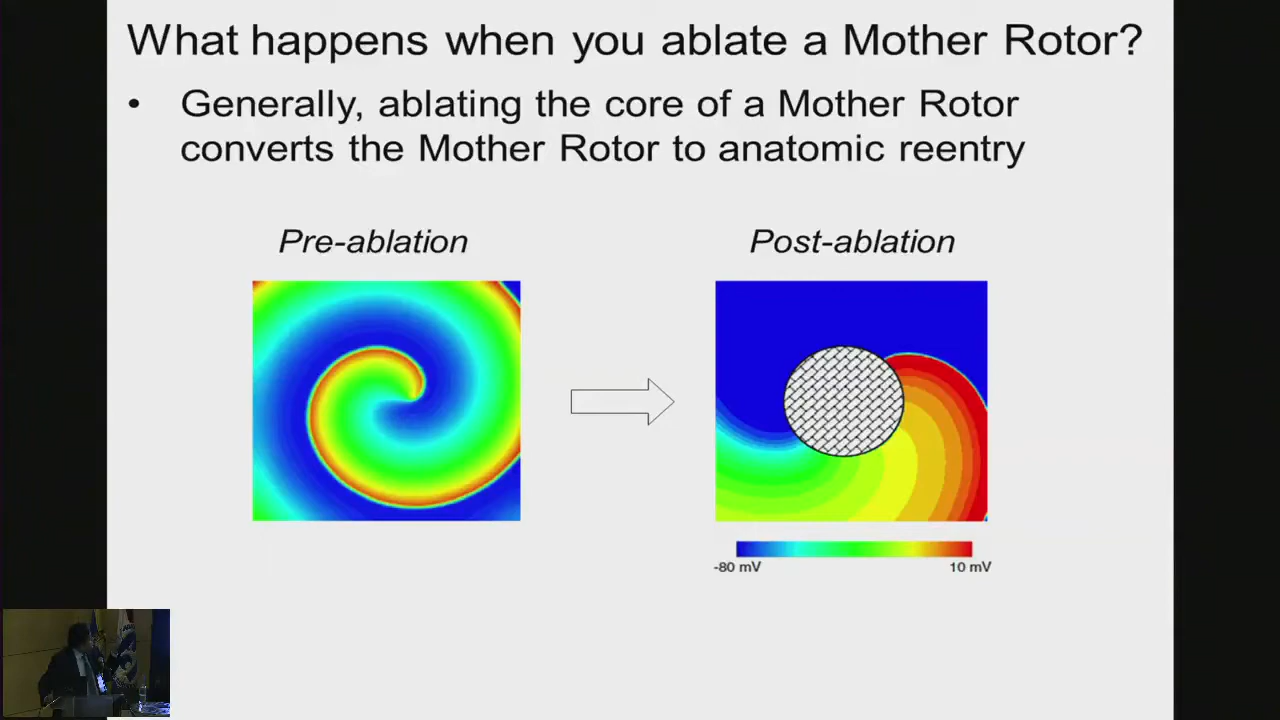 What happens when you ablate a Mother Rotor?
• Generally, ablating the core of a Mother Rotor
converts the Mother Rotor to anatomic reentry
Pre-ablation
Post-ablation
-80 mV
10 mV